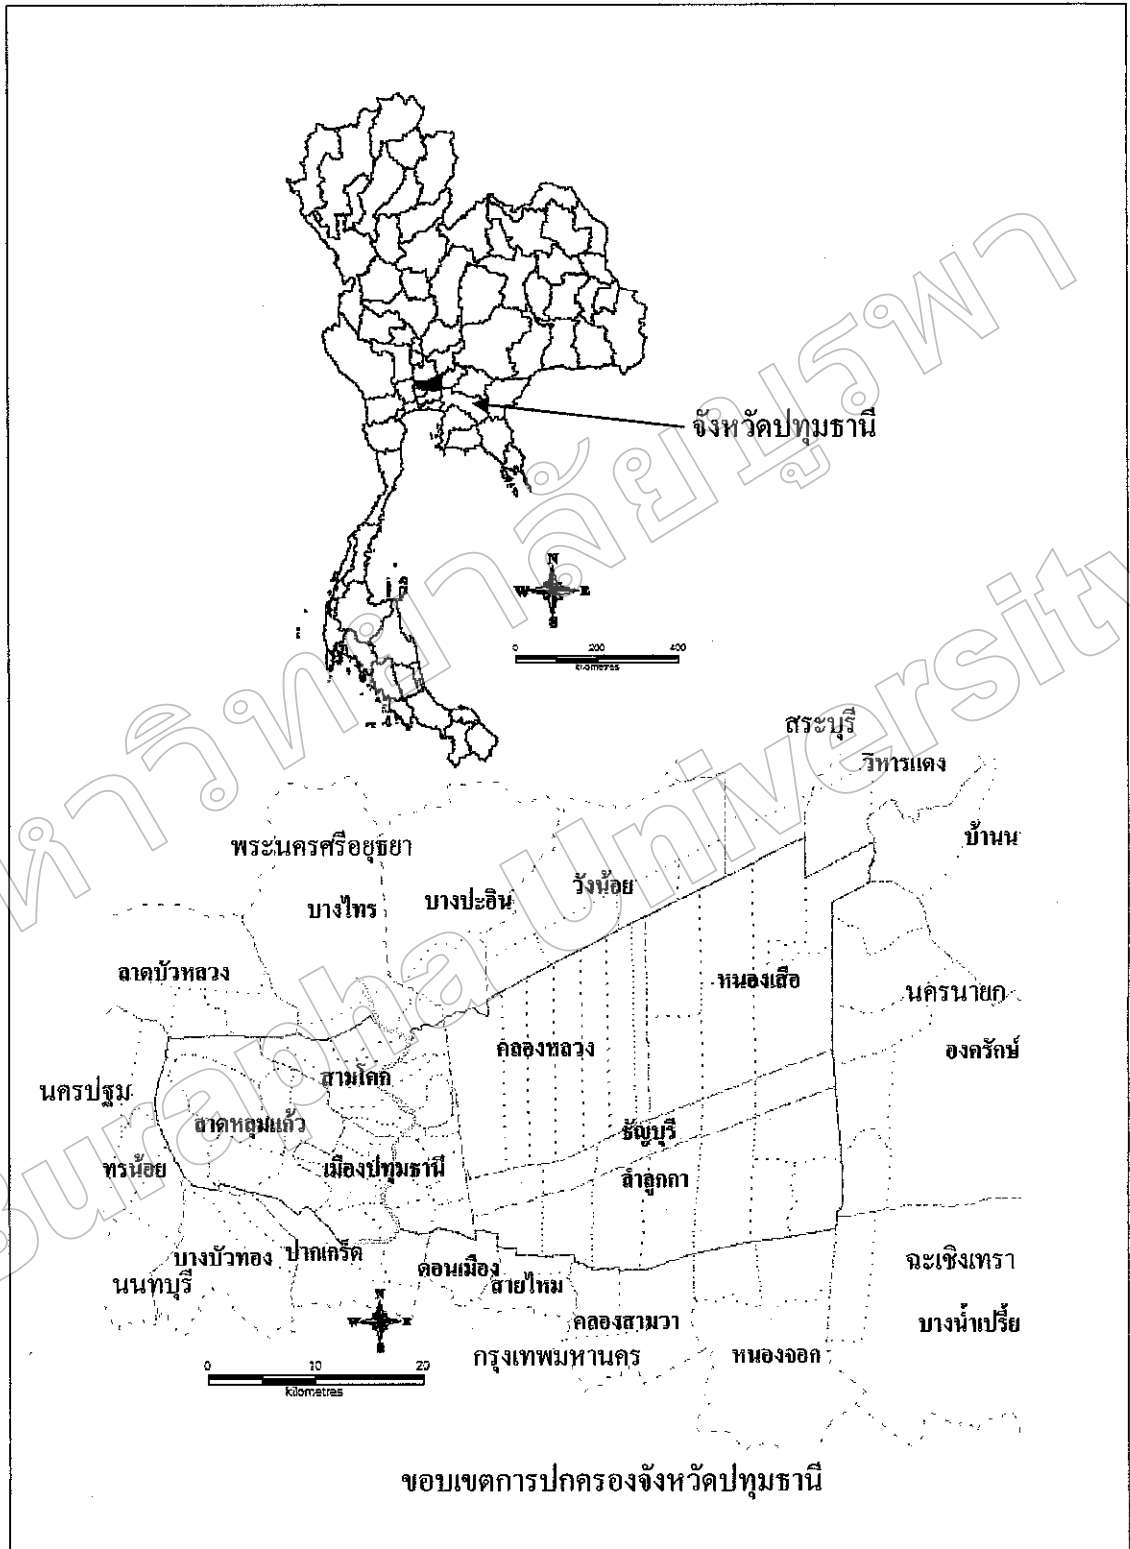 จังหวัดปทุมธานี
N
W E
S
0 200 400
kilometres
สระบุรี
วิหารแดง
บ้านน
พระนครศรีอยุธยา
วังน้อย
บางปะอิน
บางไทร
ลาดบัวหลวง
หนองเสือ
นครนายก
คลองหลวง
องครักษ์
นครปฐม
สามโคก
ลาดหลุมแก้ว
ธัญบุรี
ทรน้อย
เมืองปทุมธานี
ลำลูกกา
บางบัวทอง
ปากเกร็ด
ดอนเมือง
สายไหม
ฉะเชิงเทรา
นนทบุรี
คลองสามวา
บางน้ำเปรี้ย
N
W E
S
กรุงเทพมหานคร
หนองจอก
0 10 20
kilometres
ขอบเขตการปกครองจังหวัดปทุมธานี
หาวิทยาลัยบูรพา
Burapha University